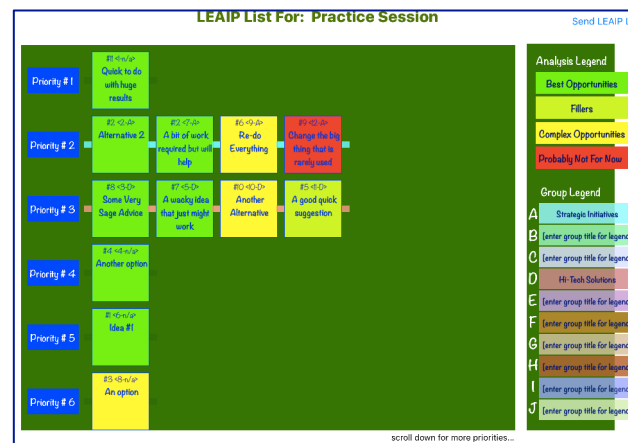 LEAIP List For: Practice Session
Send LEAIP L
Priority # 1
#11 <1-n/a>
Quick to do
with huge
results
Priority # 2
#2 <2-A>
Alternative 2
#12 <7-A>
A bit of work
required but will
help
#6 <9-A>
Re-do
Everything
#9 <12-A>
Change the big
thing that is
rarely used
Priority # 3
#8 <3-D>
Some Very
Sage Advice
#7 <5-D>
A wacky idea
that just might
work
#10 <10-D>
Another
Alternative
#5 <11-D>
A good quick
suggestion
Priority # 4
#4 <4-n/a>
Another option
Priority # 5
#1 <6-n/a>
Idea #1
Priority # 6
#3 <8-n/a>
An option
scroll down for more priorities...
Analysis Legend
Best Opportunities
Fillers
Complex Opportunities
Probably Not For Now
Group Legend
A Strategic Initiatives
B [enter group title for legend
C [enter group title for legend
D Hi-Tech Solutions
E [enter group title for legend
F [enter group title for legend
G [enter group title for legend
H [enter group title for legend
I [enter group title for legend
J [enter group title for legend